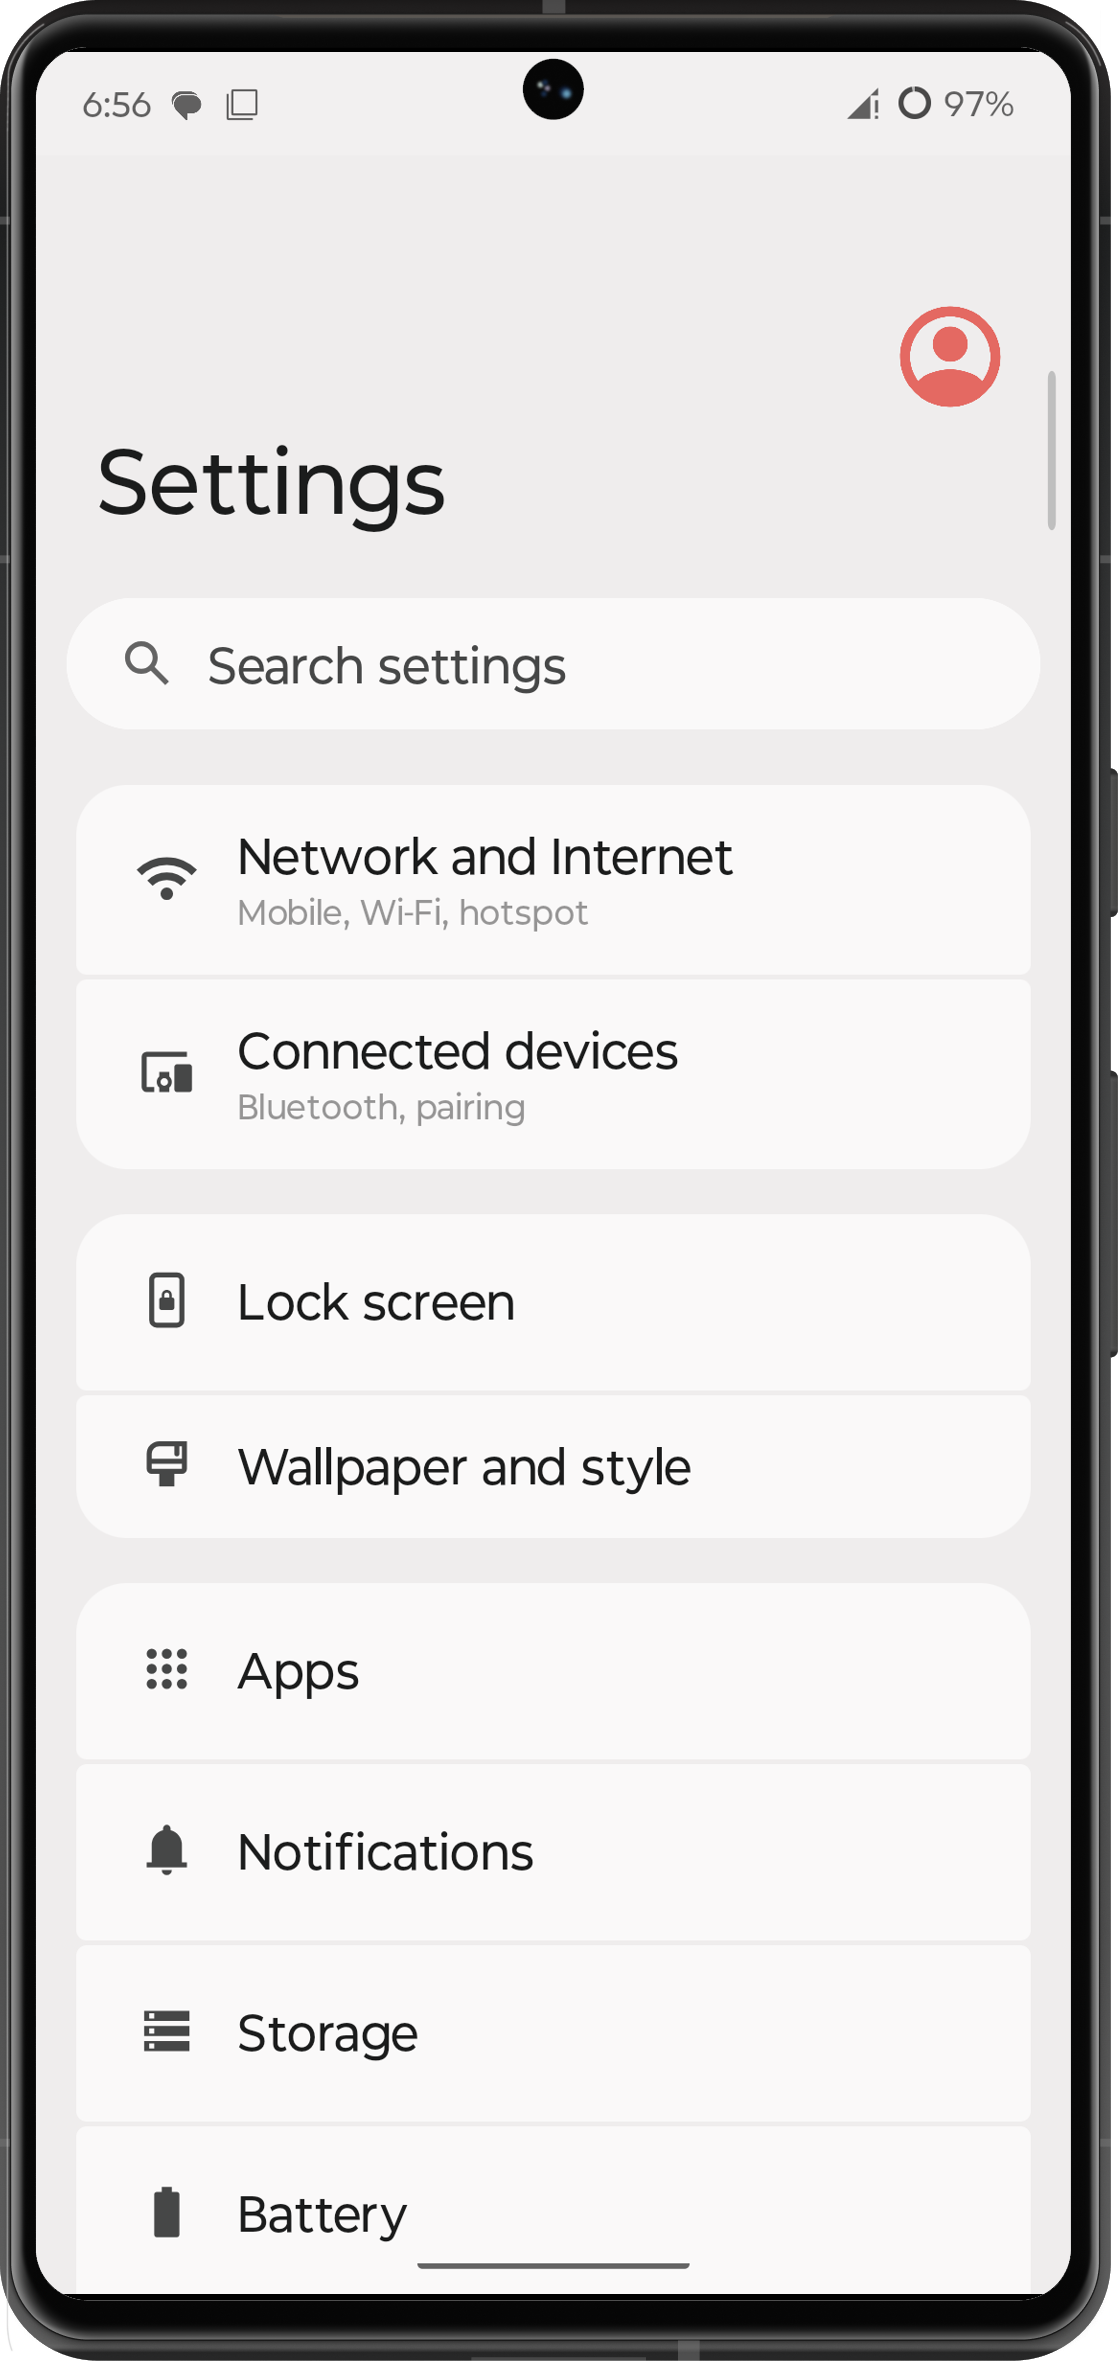 6:56 97%
Settings
Search settings
Network and Internet
Mobile, Wi-Fi, hotspot
Connected devices
Bluetooth, pairing
Lock screen
Wallpaper and style
Apps
Notifications
Storage
Battery